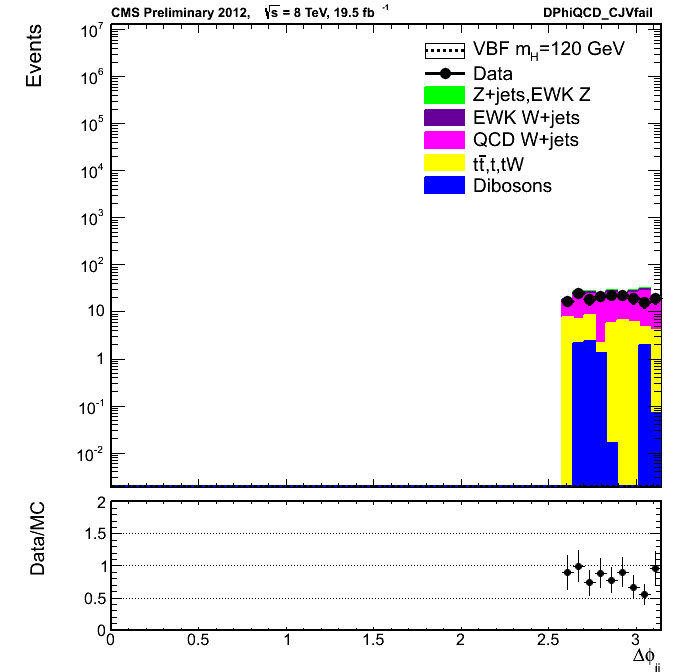 CMS Preliminary 2012, √s = 8 TeV, 19.5 fb⁻¹ DPhiQCD_CJVfail
Events
10⁷
10⁶
10⁵
10⁴
10³
10²
10
1
10⁻¹
10⁻²
VBF m_H=120 GeV
Data
Z+jets,EWK Z
EWK W+jets
QCD W+jets
tt̄,t,tW
Dibosons
Data/MC
2
1.5
1
0.5
0
0 0.5 1 1.5 2 2.5 3
Δϕ_jj